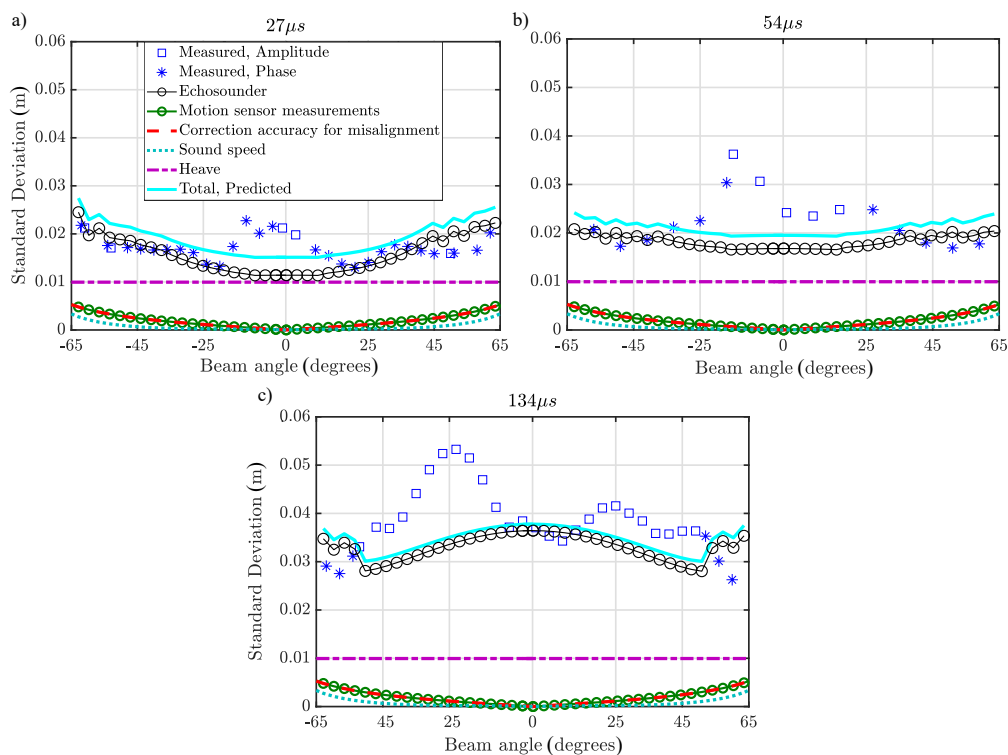 a)
27μs
0.06
0.05
0.04
0.03
0.02
0.01
0
Standard Deviation (m)
Measured, Amplitude
Measured, Phase
Echosounder
Motion sensor measurements
Correction accuracy for misalignment
Sound speed
Heave
Total, Predicted
-65 -45 -25 0 25 45 65
Beam angle (degrees)
b)
54μs
0.06
0.05
0.04
0.03
0.02
0.01
0
Standard Deviation (m)
-65 -45 -25 0 25 45 65
Beam angle (degrees)
c)
134μs
0.06
0.05
0.04
0.03
0.02
0.01
0
Standard Deviation (m)
-65 45 25 0 25 45 65
Beam angle (degrees)